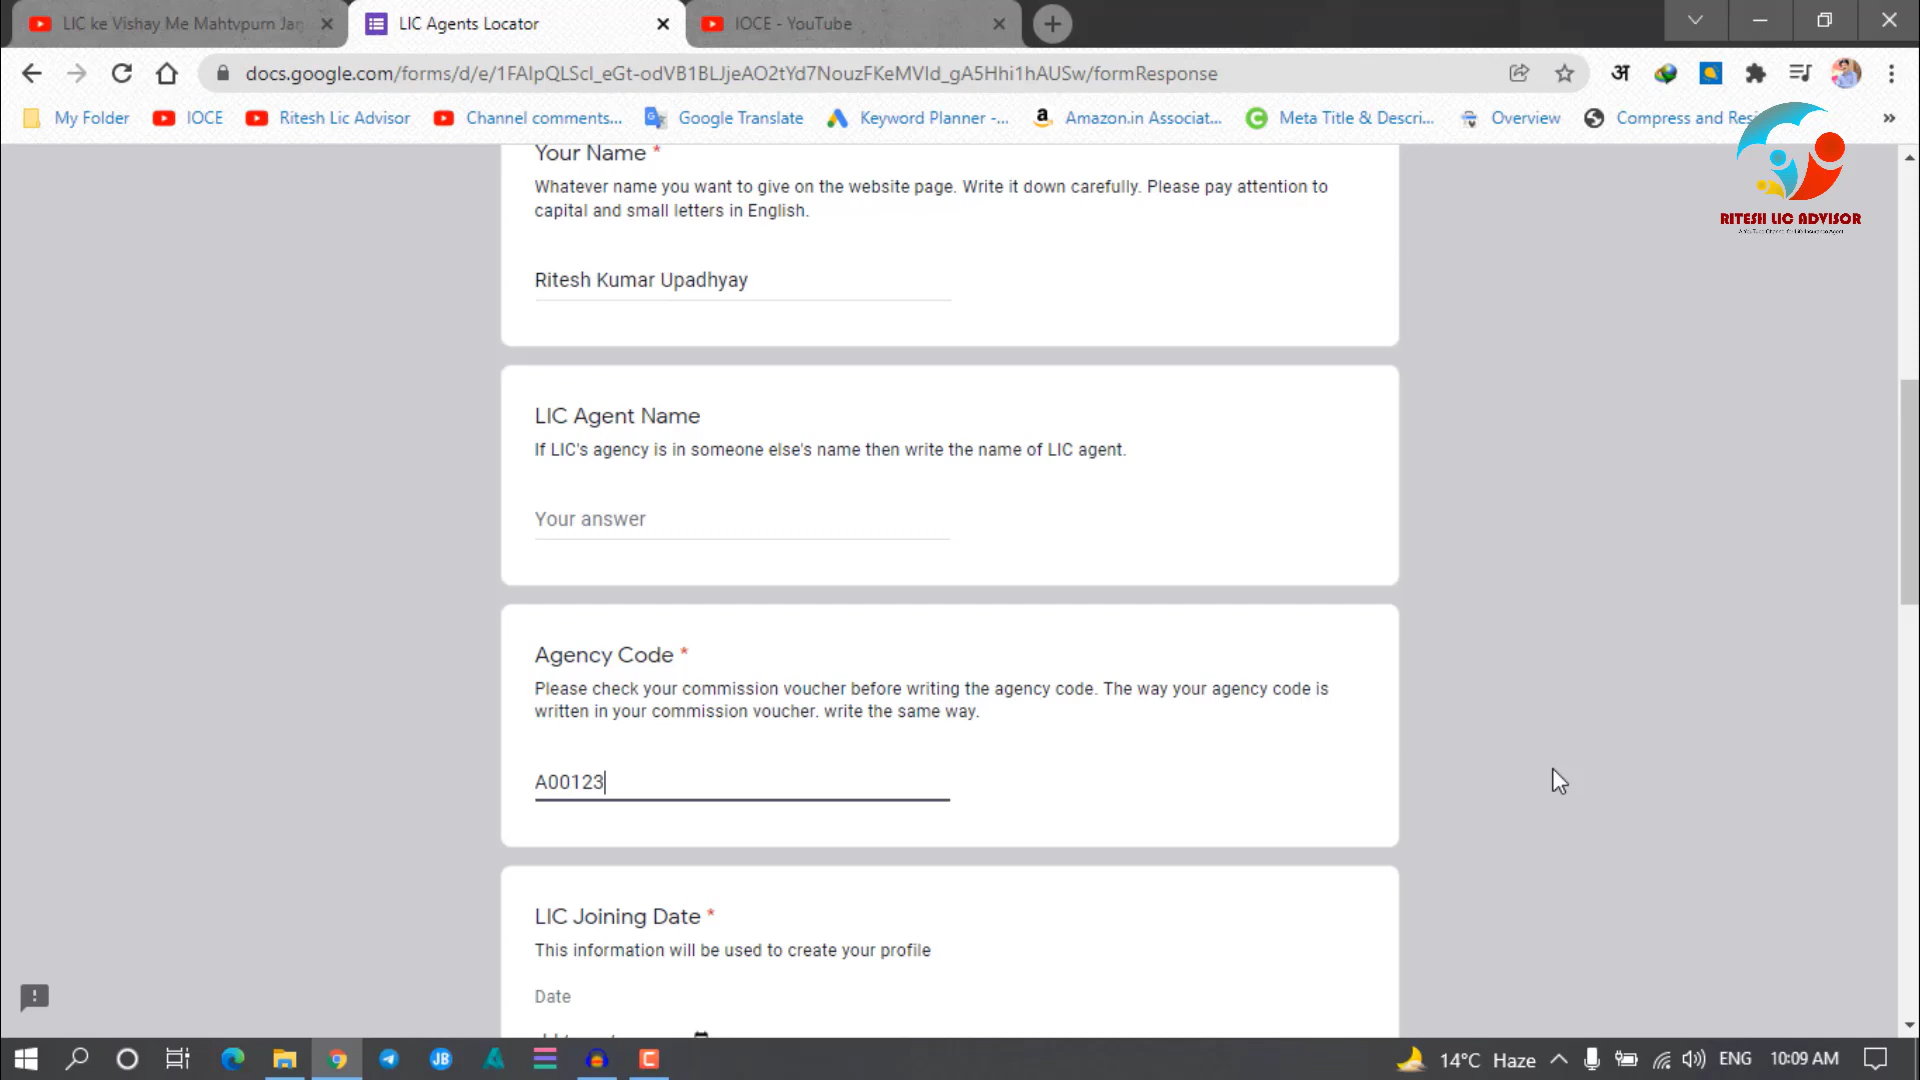 LIC ke Vishay Me Mahtvpurn Jan
LIC Agents Locator
IOCE - YouTube
docs.google.com/forms/d/e/1FAIpQLScl_eGt-odVB1BLJjeAO2tYd7NouzFKeMVld_gA5Hhi1hAUSw/formResponse
अ
My Folder
IOCE
Ritesh Lic Advisor
Channel comments...
Google Translate
Keyword Planner -...
Amazon.in Associat...
Meta Title & Descri...
Overview
Compress and Resi
RITESH LIC ADVISOR
Your Name *
Whatever name you want to give on the website page. Write it down carefully. Please pay attention to
capital and small letters in English.
Ritesh Kumar Upadhyay
LIC Agent Name
If LIC's agency is in someone else's name then write the name of LIC agent.
Your answer
Agency Code *
Please check your commission voucher before writing the agency code. The way your agency code is
written in your commission voucher. write the same way.
A00123
LIC Joining Date *
This information will be used to create your profile
Date
JB
14°C Haze
ENG
10:09 AM